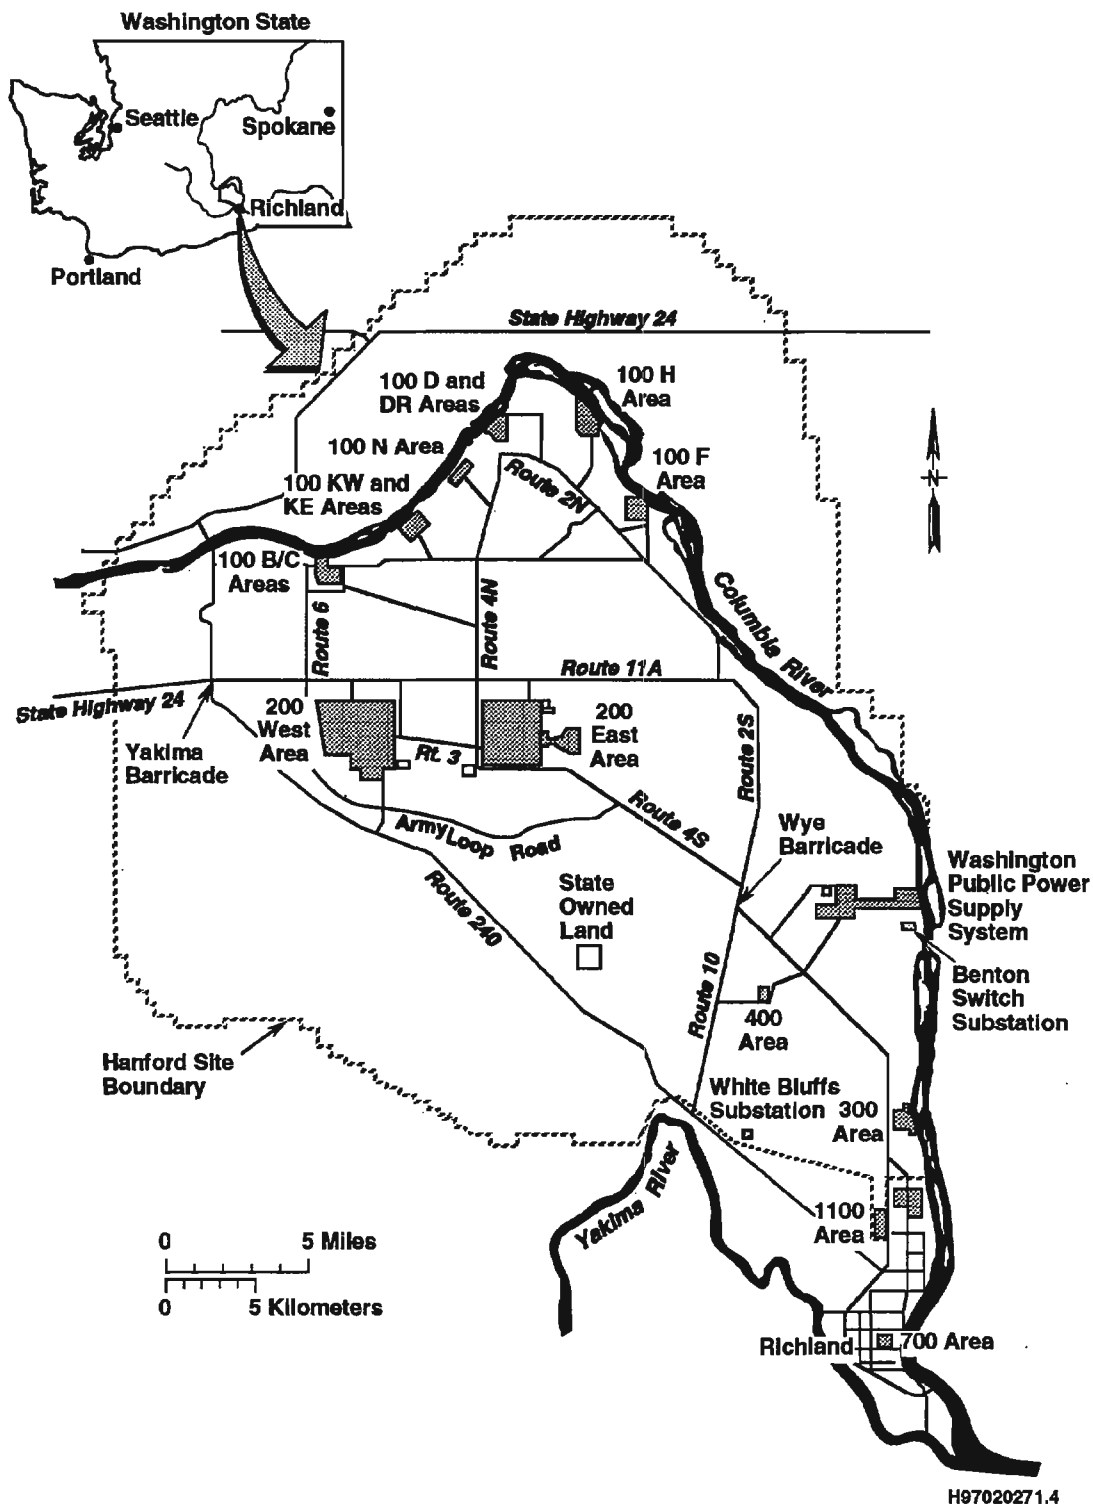 Washington State
Seattle
Spokane
Richland
Portland
State Highway 24
100 D and
DR Areas
100 H
Area
100 N Area
100 F
Area
100 KW and
KE Areas
Route 2N
100 B/C
Areas
Columbia River
Route 6
Route 4N
Route 11A
State Highway 24
200
West
Area
200
East
Area
Yakima
Barricade
Rt. 3
Route 2S
Route 4S
Army Loop Road
Wye
Barricade
Washington
Public Power
Supply
System
State
Owned
Land
Route 240
Route 10
Benton
Switch
Substation
400
Area
Hanford Site
Boundary
White Bluffs
Substation
300
Area
Yakima River
1100
Area
0 5 Miles
0 5 Kilometers
Richland
700 Area
N
H97020271.4